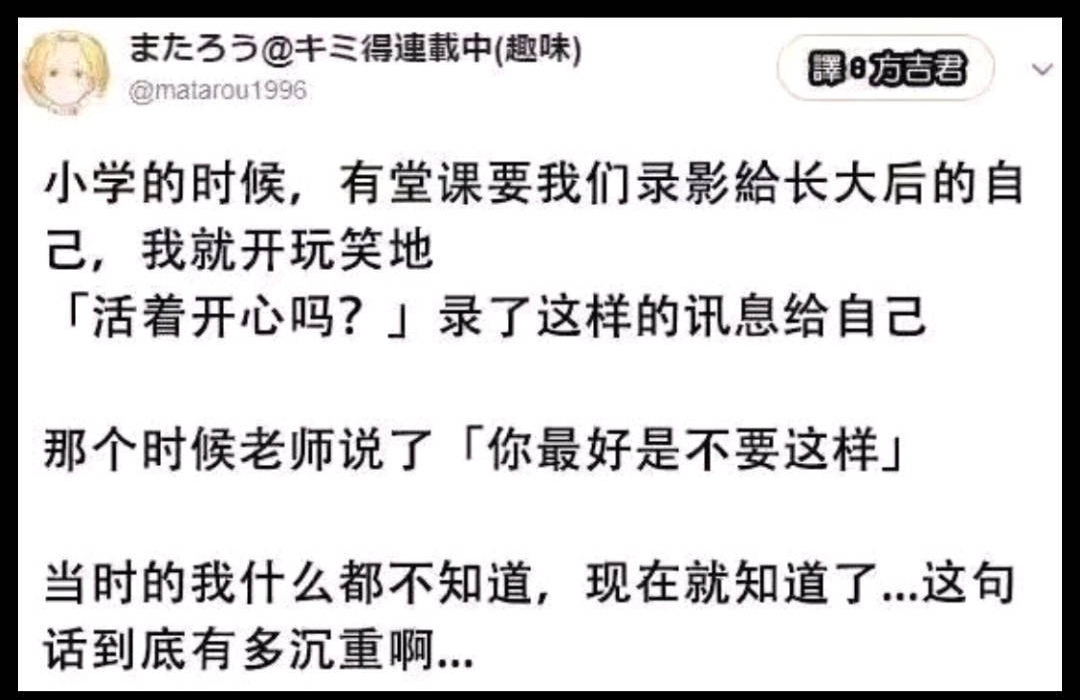 またろう@キミ得連載中(趣味)
@matarou1996
譯θ方吉君
小学的时候，有堂课要我们录影給长大后的自
己，我就开玩笑地
「活着开心吗？」录了这样的讯息给自己
那个时候老师说了「你最好是不要这样」
当时的我什么都不知道，现在就知道了...这句
话到底有多沉重啊...